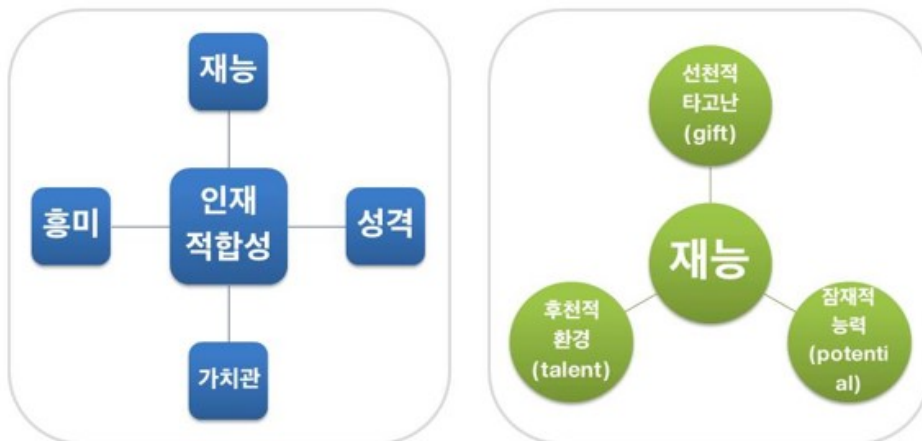 재능
흥미
인재
적합성
성격
가치관
선천적
타고난
(gift)
재능
후천적
환경
(talent)
잠재적
능력
(potenti
al)